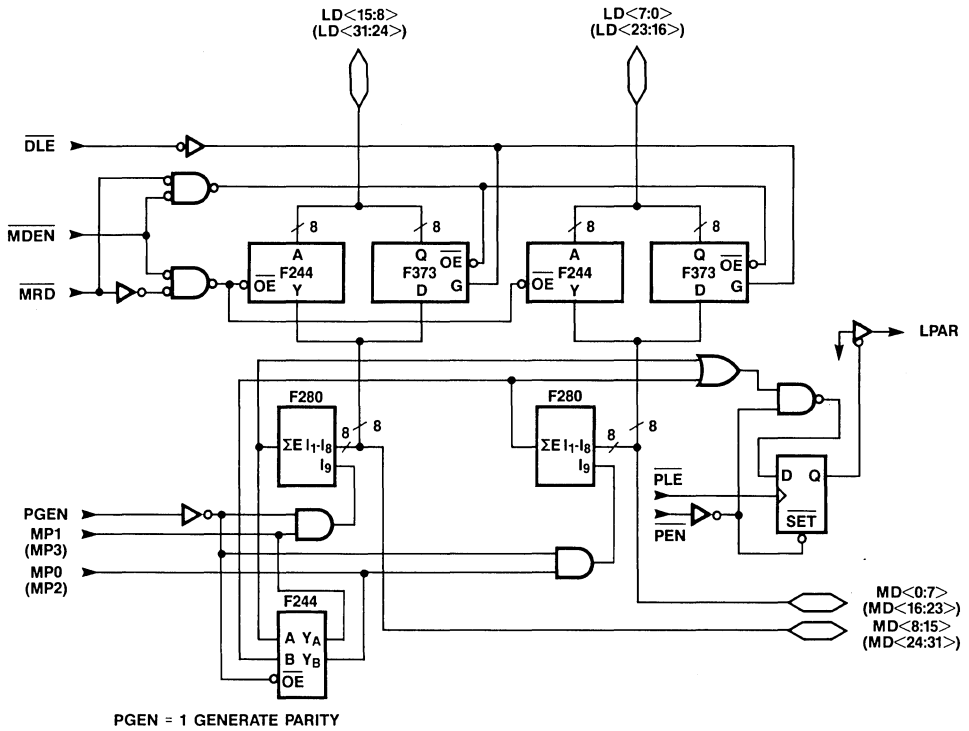 LD<15:8>
(LD<31:24>)
LD<7:0>
(LD<23:16>)
DLE
MDEN
MRD
8
8
8
8
A
F244
OE
Y
Q
OE
F373
G
D
A
F244
OE
Y
Q
OE
F373
G
D
LPAR
F280
ΣE I1-I8
I9
8
8
F280
ΣE I1-I8
I9
8
8
D Q
SET
PLE
PEN
PGEN
MP1
(MP3)
MP0
(MP2)
F244
A YA
B YB
OE
MD<0:7>
(MD<16:23>)
MD<8:15>
(MD<24:31>)
PGEN = 1 GENERATE PARITY